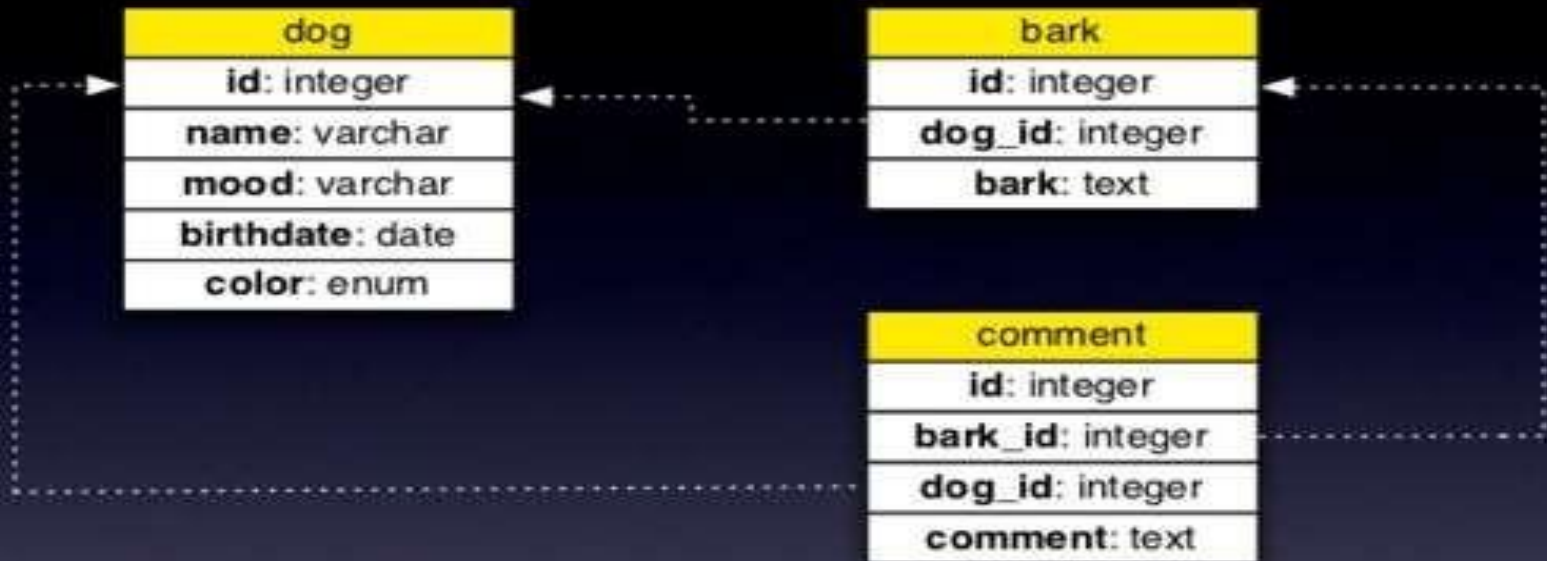 dog
id: integer
name: varchar
mood: varchar
birthdate: date
color: enum
bark
id: integer
dog_id: integer
bark: text
comment
id: integer
bark_id: integer
dog_id: integer
comment: text